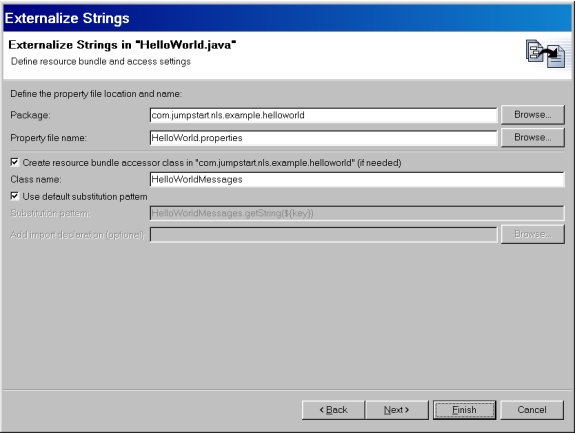 Externalize Strings
Externalize Strings in "HelloWorld.java"
Define resource bundle and access settings
Define the property file location and name:
Package: com.jumpstart.nls.example.helloworld Browse...
Property file name: HelloWorld.properties Browse...
Create resource bundle accessor class in "com.jumpstart.nls.example.helloworld" (if needed)
Class name: HelloWorldMessages
Use default substitution pattern
Substitution pattern: HelloWorldMessages.getString(${key})
Add import declaration (optional): Browse...
< Back Next > Finish Cancel